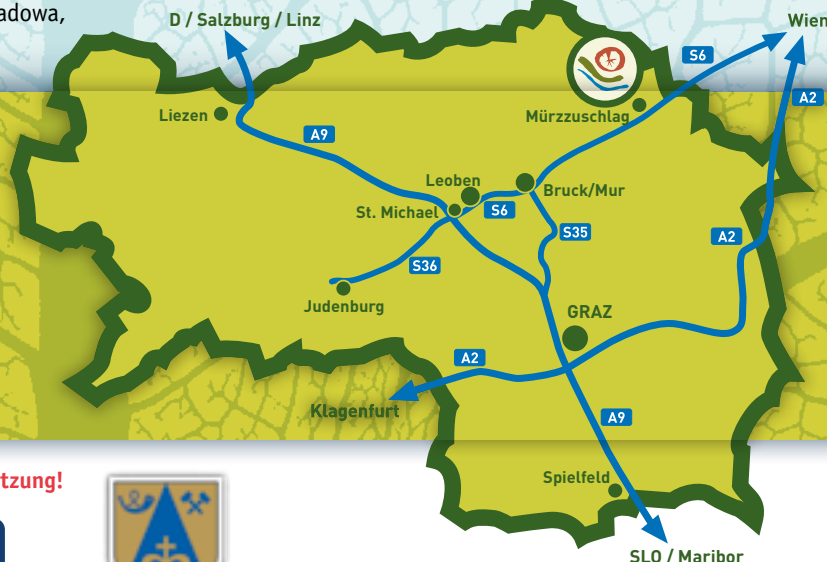 adowa,
D / Salzburg / Linz
Wien
S6
A2
Liezen
Mürzzuschlag
A9
Leoben
Bruck/Mur
St. Michael
S6
S35
A2
S36
Judenburg
GRAZ
A2
Klagenfurt
A9
tzung!
Spielfeld
SLO / Maribor